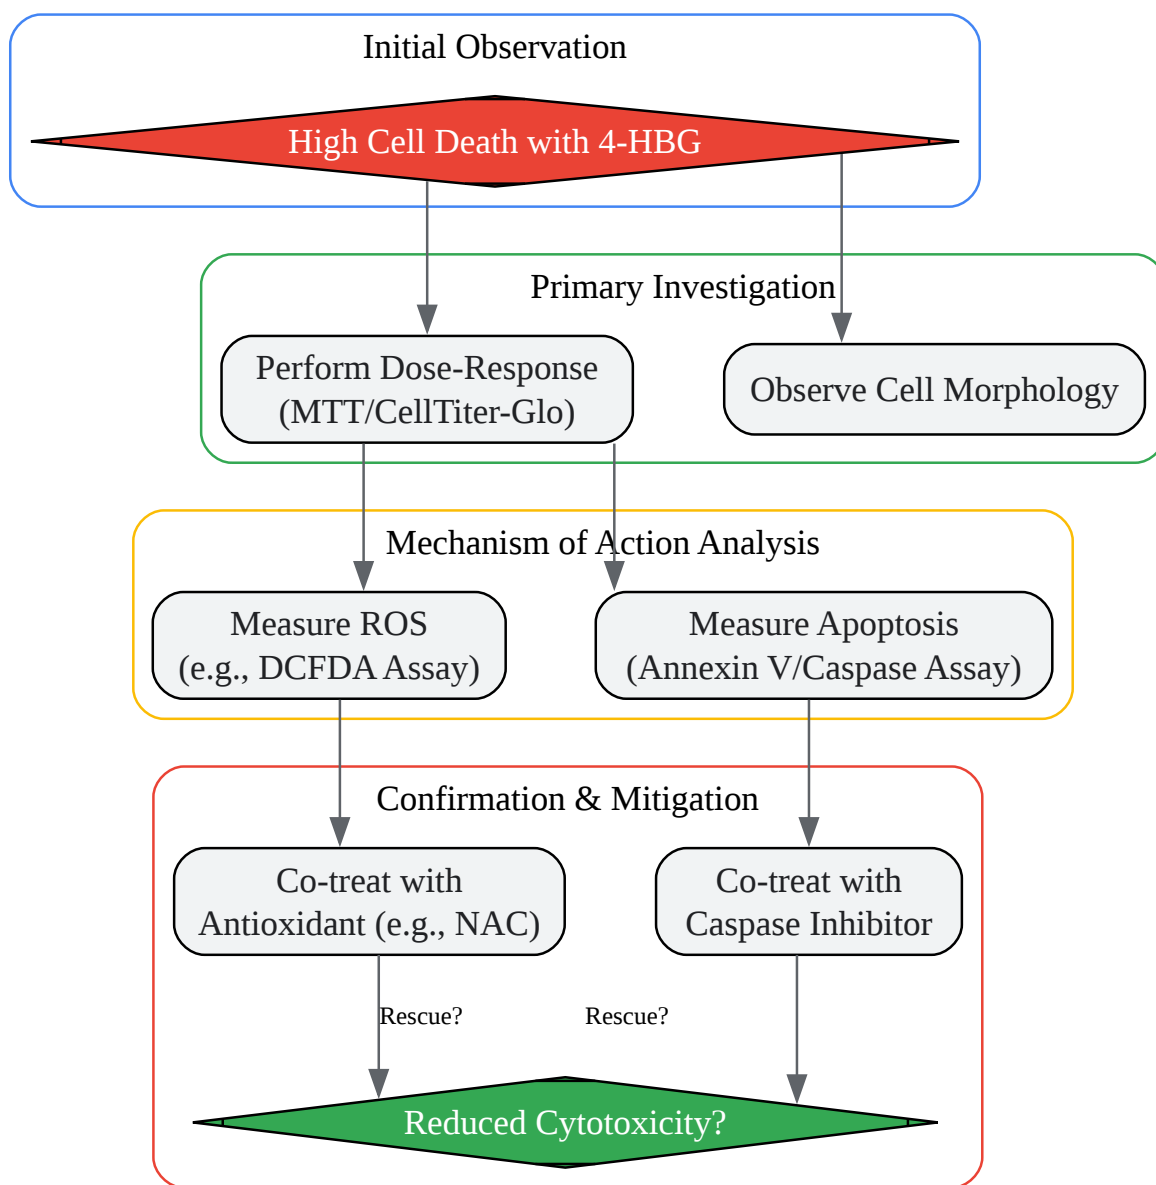 Initial Observation
High Cell Death with 4-HBG
Primary Investigation
Perform Dose-Response
(MTT/CellTiter-Glo)
Observe Cell Morphology
Mechanism of Action Analysis
Measure ROS
(e.g., DCFDA Assay)
Measure Apoptosis
(Annexin V/Caspase Assay)
Confirmation & Mitigation
Co-treat with
Antioxidant (e.g., NAC)
Co-treat with
Caspase Inhibitor
Rescue?
Rescue?
Reduced Cytotoxicity?